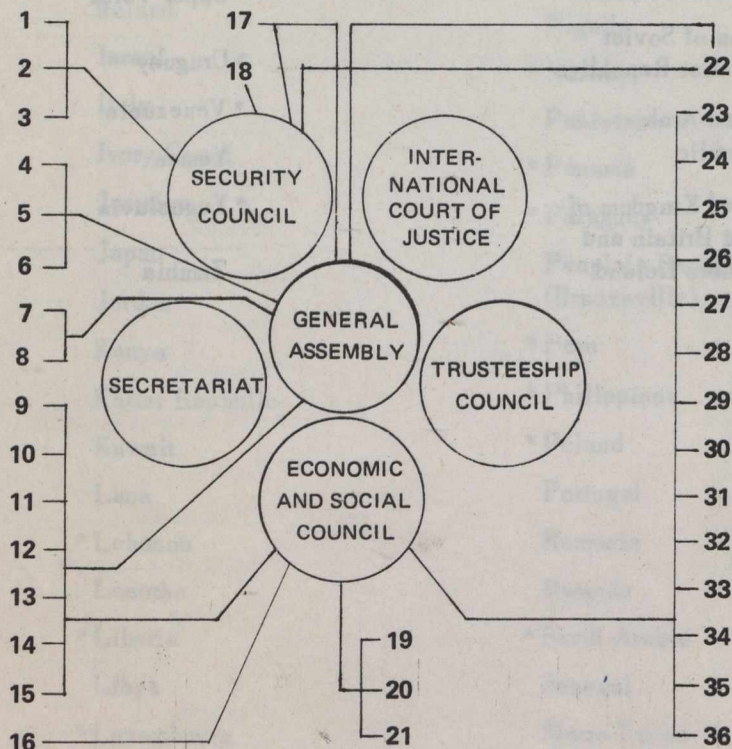 1
2
3
4
5
6
7
8
9
10
11
12
13
14
15
16
17
18
SECURITY
COUNCIL
INTER-
NATIONAL
COURT OF
JUSTICE
GENERAL
ASSEMBLY
SECRETARIAT
TRUSTEESHIP
COUNCIL
ECONOMIC
AND SOCIAL
COUNCIL
19
20
21
22
23
24
25
26
27
28
29
30
31
32
33
34
35
36